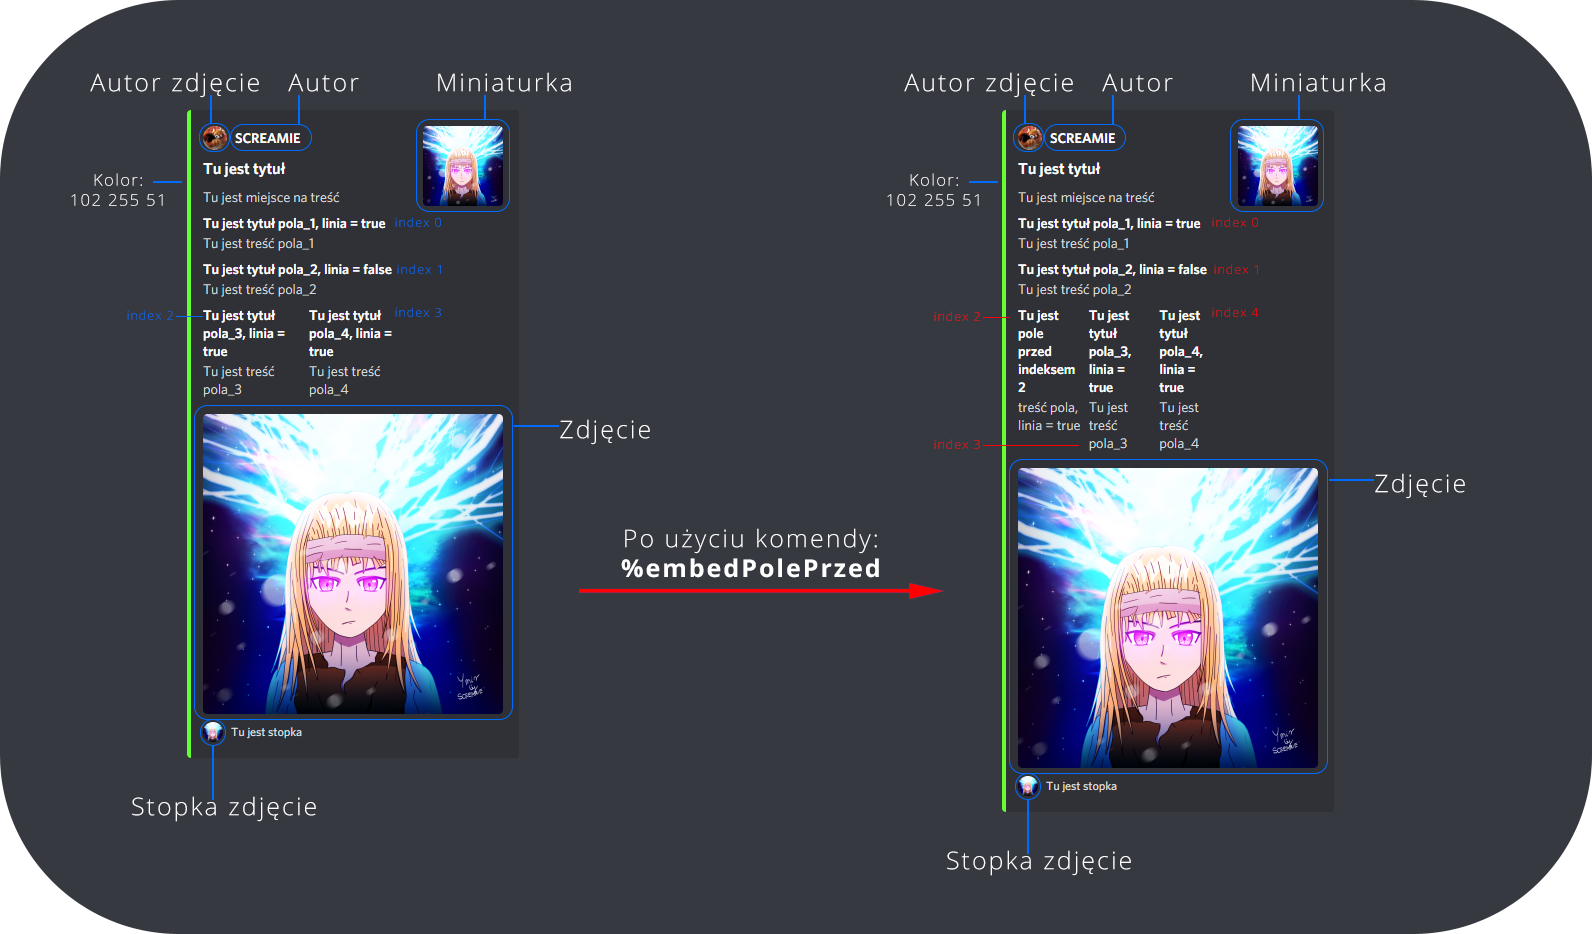 Autor zdjęcie
Autor
Miniaturka
SCREAMIE
Tu jest tytuł
Kolor:
102 255 51
Tu jest miejsce na treść
Tu jest tytuł pola_1, linia = true
index 0
Tu jest treść pola_1
Tu jest tytuł pola_2, linia = false
index 1
Tu jest treść pola_2
index 2
Tu jest tytuł
pola_3, linia =
true
Tu jest treść
pola_3
Tu jest tytuł
pola_4, linia =
true
Tu jest treść
pola_4
index 3
Zdjęcie
Ymir
by
SCREAMIE
Tu jest stopka
Stopka zdjęcie
Po użyciu komendy:
%embedPolePrzed
Autor zdjęcie
Autor
Miniaturka
SCREAMIE
Tu jest tytuł
Kolor:
102 255 51
Tu jest miejsce na treść
Tu jest tytuł pola_1, linia = true
index 0
Tu jest treść pola_1
Tu jest tytuł pola_2, linia = false
index 1
Tu jest treść pola_2
index 2
Tu jest
pole
przed
indeksem
2
treść pola,
linia = true
Tu jest
tytuł
pola_3,
linia =
true
Tu jest
treść
pola_3
index 3
Tu jest
tytuł
pola_4,
linia =
true
Tu jest
treść
pola_4
index 4
Zdjęcie
Ymir
by
SCREAMIE
Tu jest stopka
Stopka zdjęcie